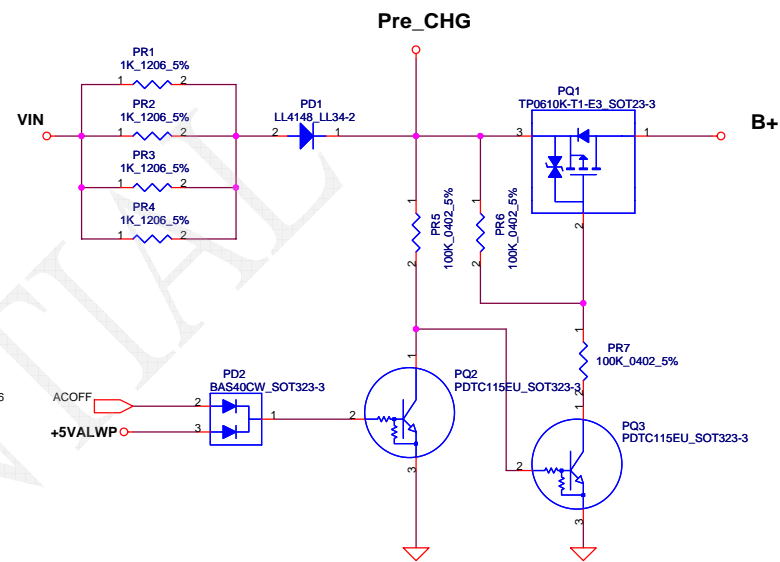 Pre_CHG
PR1
1K_1206_5%
1 2
PR2
1K_1206_5%
1 2
PR3
1K_1206_5%
1 2
PR4
1K_1206_5%
1 2
VIN
PD1
LL4148_LL34-2
2 1
PQ1
TP0610K-T1-E3_SOT23-3
3 1
2
B+
1
PR5
100K_0402_5%
2
1
PR6
100K_0402_5%
2
1
PR7
100K_0402_5%
2
PD2
BAS40CW_SOT323-3
6
ACOFF
2
1
+5VALWP
3
1
PQ2
PDTC115EU_SOT323-3
2
3
1
PQ3
PDTC115EU_SOT323-3
2
3
NTIAL